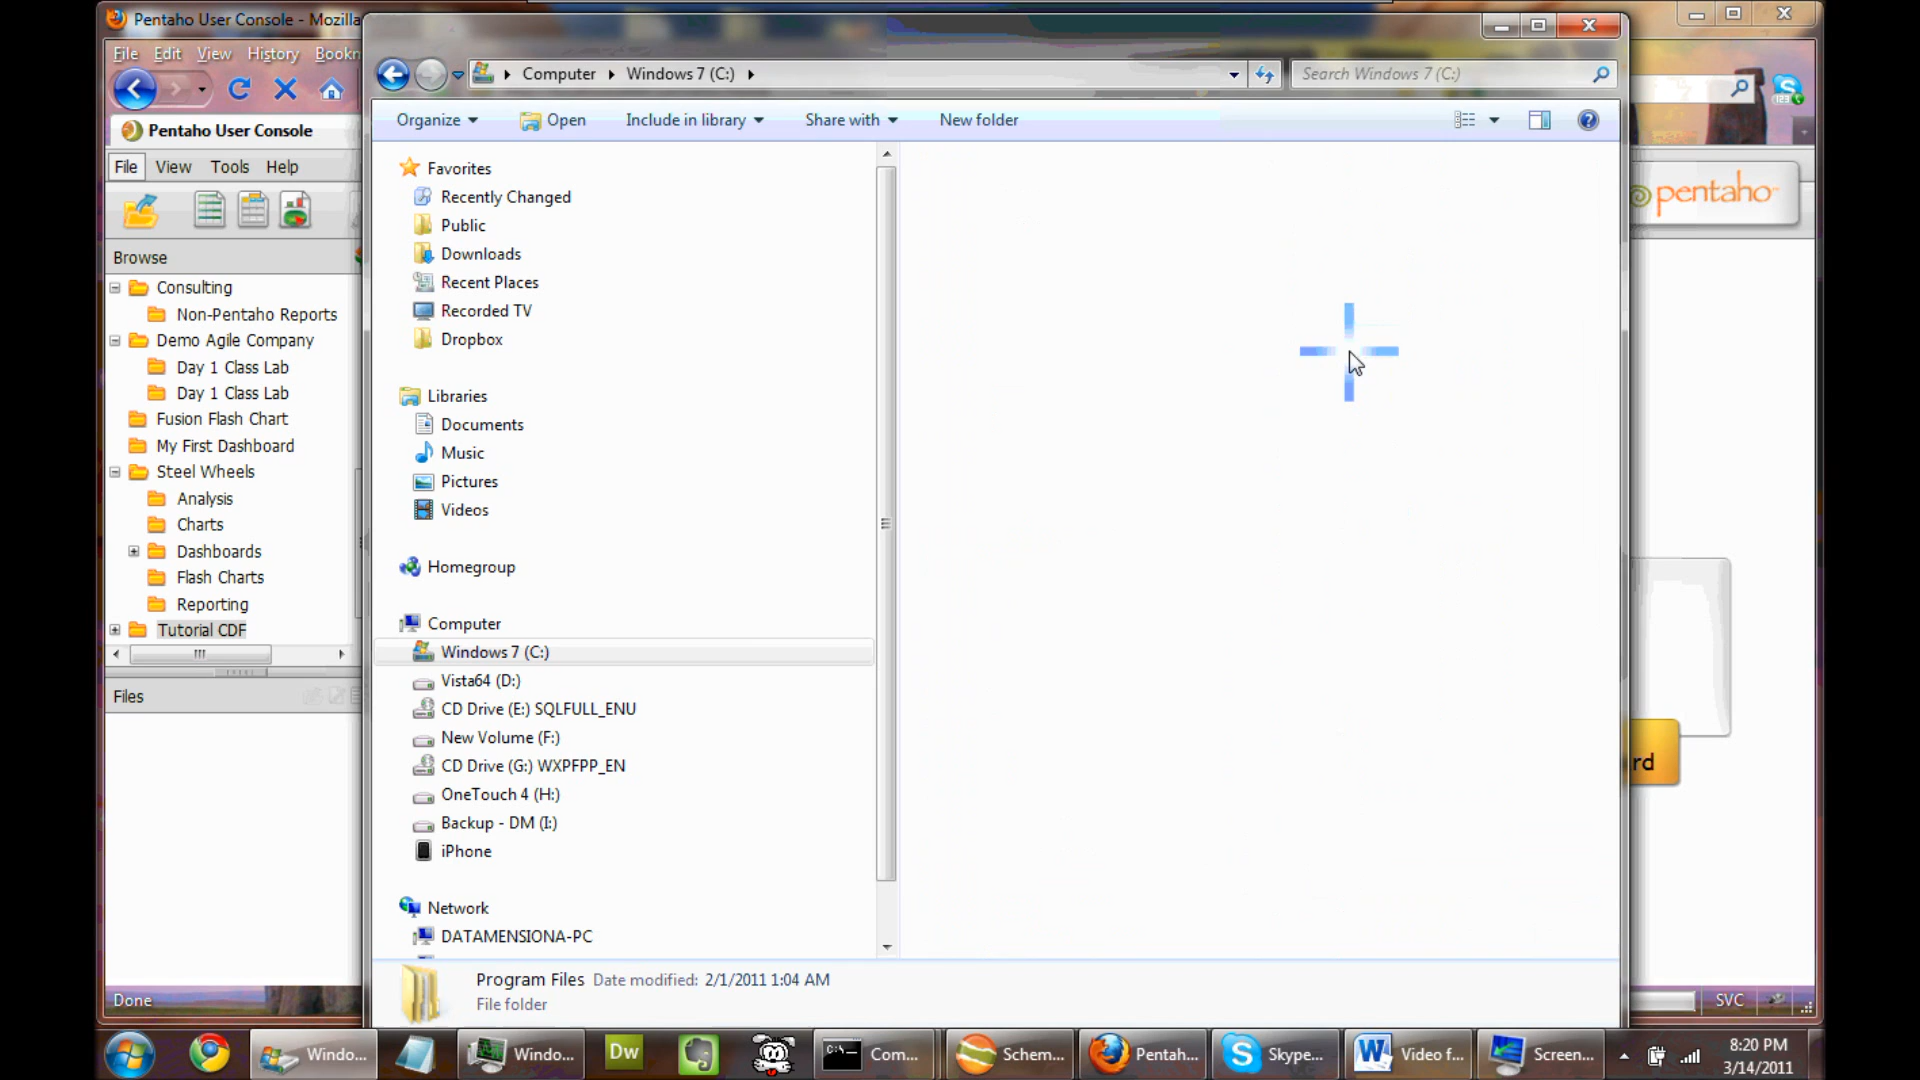 Pentaho User Console - Mozilla
File Edit View History Bookn
Pentaho User Console
File View Tools Help
Browse
Consulting
Non-Pentaho Reports
Demo Agile Company
Day 1 Class Lab
Day 1 Class Lab
Fusion Flash Chart
My First Dashboard
Steel Wheels
Analysis
Charts
Dashboards
Flash Charts
Reporting
Tutorial CDF
Files
Done
Computer Windows 7 (C:)
Search Windows 7 (C:)
Organize Open Include in library Share with New folder
Favorites
Recently Changed
Public
Downloads
Recent Places
Recorded TV
Dropbox
Libraries
Documents
Music
Pictures
Videos
Homegroup
Computer
Windows 7 (C:)
Vista64 (D:)
CD Drive (E:) SQLFULL_ENU
New Volume (F:)
CD Drive (G:) WXPFPP_EN
OneTouch 4 (H:)
Backup - DM (I:)
iPhone
Network
DATAMENSIONA-PC
Program Files Date modified: 2/1/2011 1:04 AM
File folder
pentaho
rd
SVC
Windo... Windo... Dw C:\_ Com... Schem... Pentah... Skype... Video f... Screen...
8:20 PM
3/14/2011